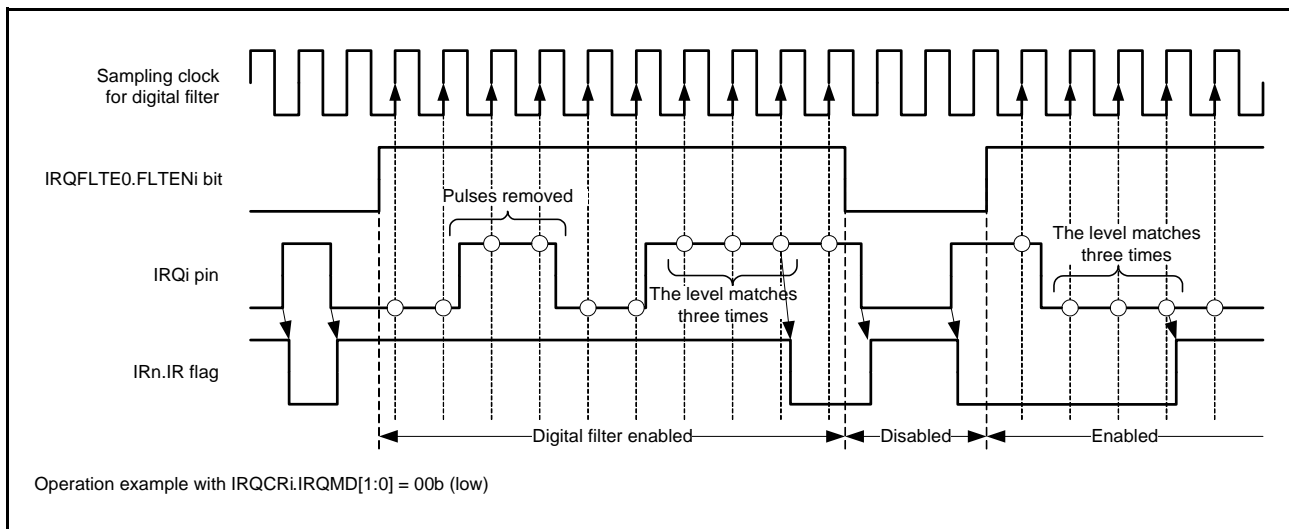 Sampling clock
for digital filter
IRQFLTE0.FLTENi bit
Pulses removed
IRQi pin
The level matches
three times
The level matches
three times
IRn.IR flag
Digital filter enabled
Disabled
Enabled
Operation example with IRQCRi.IRQMD[1:0] = 00b (low)